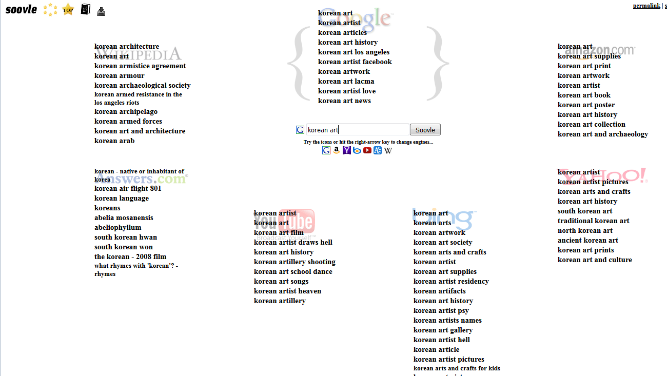 soovle
TOP
permalink | s
Google
korean art
korean artist
korean articles
korean art history
korean art los angeles
korean artist facebook
korean artwork
korean art lacma
korean artist love
korean art news
WIKIPEDIA
korean architecture
korean art
korean armistice agreement
korean armour
korean archaeological society
korean armed resistance in the
los angeles riots
korean archipelago
korean armed forces
korean art and architecture
korean arab
amazon.com
korean art
korean art supplies
korean art print
korean artwork
korean artist
korean art book
korean art poster
korean art history
korean art collection
korean art and archaeology
korean art
Soovle
Try the icons or hit the right-arrow key to change engines...
Answers.com
korean - native or inhabitant of
korea
korean air flight 801
korean language
koreans
abelia mosanensis
abeliophyllum
south korean hwan
south korean won
the korean - 2008 film
what rhymes with 'korean'? -
rhymes
YouTube
korean artist
korean art
korean art film
korean artist draws hell
korean art history
korean artillery shooting
korean art school dance
korean art songs
korean artist heaven
korean artillery
bing
korean art
korean arts
korean artwork
korean art society
korean arts and crafts
korean artist
korean art supplies
korean artist residency
korean artifacts
korean art history
korean artist psy
korean artists names
korean art gallery
korean artist hell
korean article
korean artist pictures
korean arts and crafts for kids
YAHOO!
korean artist
korean artist pictures
korean arts and crafts
korean art history
south korean art
traditional korean art
north korean art
ancient korean art
korean art prints
korean art and culture